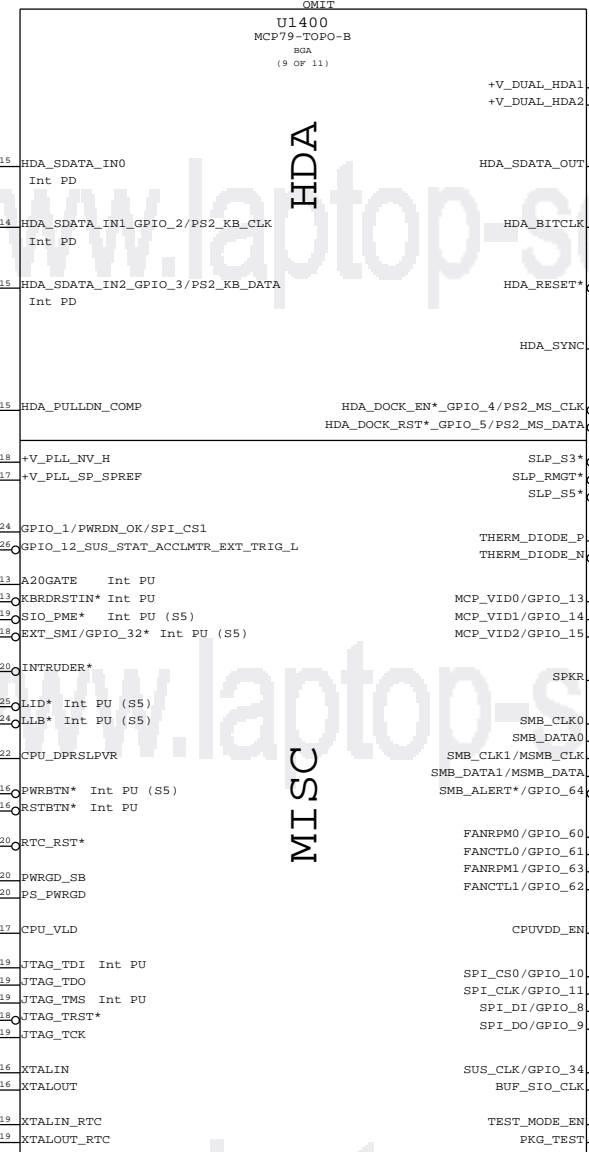 OMIT
U1400
MCP79-TOPO-B
BGA
(9 OF 11)
HDA
+V_DUAL_HDA1
+V_DUAL_HDA2
15 HDA_SDATA_IN0 HDA_SDATA_OUT
Int PD
14 HDA_SDATA_IN1_GPIO_2/PS2_KB_CLK HDA_BITCLK
Int PD
15 HDA_SDATA_IN2_GPIO_3/PS2_KB_DATA HDA_RESET*
Int PD
HDA_SYNC
15 HDA_PULLDN_COMP HDA_DOCK_EN*_GPIO_4/PS2_MS_CLK
HDA_DOCK_RST*_GPIO_5/PS2_MS_DATA
18 +V_PLL_NV_H SLP_S3*
17 +V_PLL_SP_SPREF SLP_RMGT*
SLP_S5*
24 GPIO_1/PWRDN_OK/SPI_CS1
THERM_DIODE_P
26 GPIO_12_SUS_STAT_ACCLMTR_EXT_TRIG_L
THERM_DIODE_N
13 A20GATE Int PU
13 KBRDRSTIN* Int PU MCP_VID0/GPIO_13
19 SIO_PME* Int PU (S5) MCP_VID1/GPIO_14
18 EXT_SMI/GPIO_32* Int PU (S5) MCP_VID2/GPIO_15
20 INTRUDER*
SPKR
25 LID* Int PU (S5)
24 LLB* Int PU (S5) SMB_CLK0
SMB_DATA0
22 CPU_DPRSLPVR SMB_CLK1/MSMB_CLK
SMB_DATA1/MSMB_DATA
16 PWRBTN* Int PU (S5) SMB_ALERT*/GPIO_64
16 RSTBTN* Int PU
MISC
FANRPM0/GPIO_60
20 RTC_RST* FANCTL0/GPIO_61
FANRPM1/GPIO_63
20 PWRGD_SB FANCTL1/GPIO_62
20 PS_PWRGD
17 CPU_VLD CPUVDD_EN
19 JTAG_TDI Int PU
SPI_CS0/GPIO_10
19 JTAG_TDO
SPI_CLK/GPIO_11
19 JTAG_TMS Int PU
SPI_DI/GPIO_8
18 JTAG_TRST*
SPI_DO/GPIO_9
19 JTAG_TCK
16 XTALIN SUS_CLK/GPIO_34
16 XTALOUT BUF_SIO_CLK
19 XTALIN_RTC TEST_MODE_EN
19 XTALOUT_RTC PKG_TEST
www.laptop-s
www.laptop-s